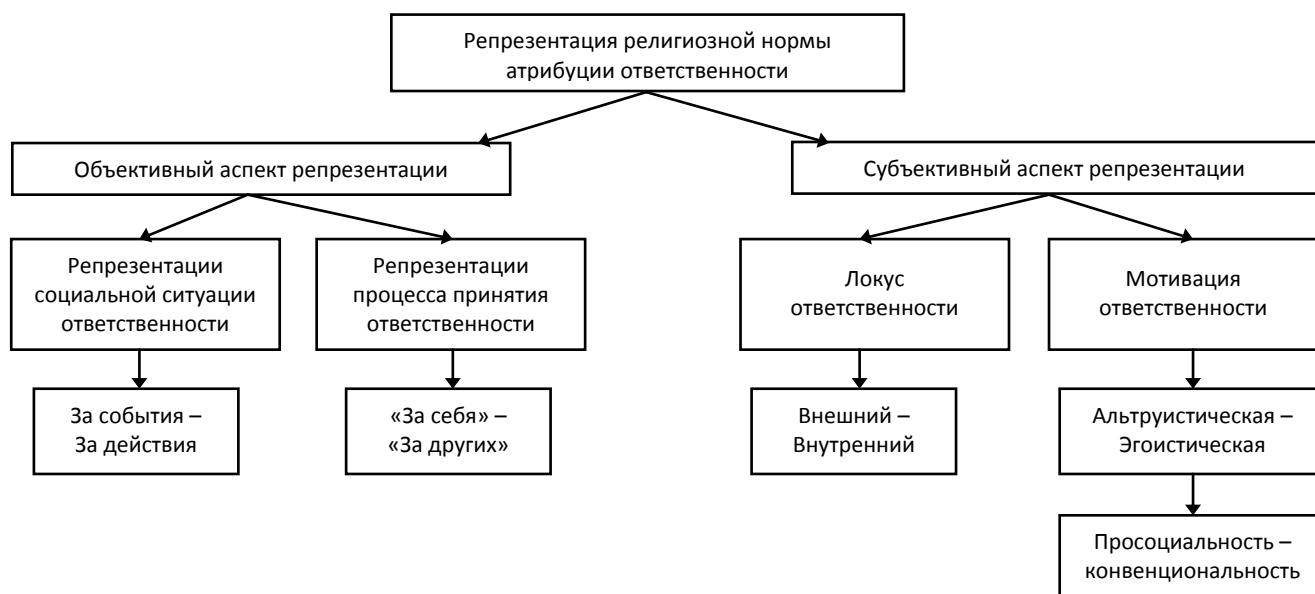 Репрезентация религиозной нормы
атрибуции ответственности
Объективный аспект репрезентации
Субъективный аспект репрезентации
Репрезентации
социальной ситуации
ответственности
Репрезентации
процесса принятия
ответственности
Локус
ответственности
Мотивация
ответственности
За события –
За действия
«За себя» –
«За других»
Внешний –
Внутренний
Альтруистическая –
Эгоистическая
Просоциальность –
конвенциональность